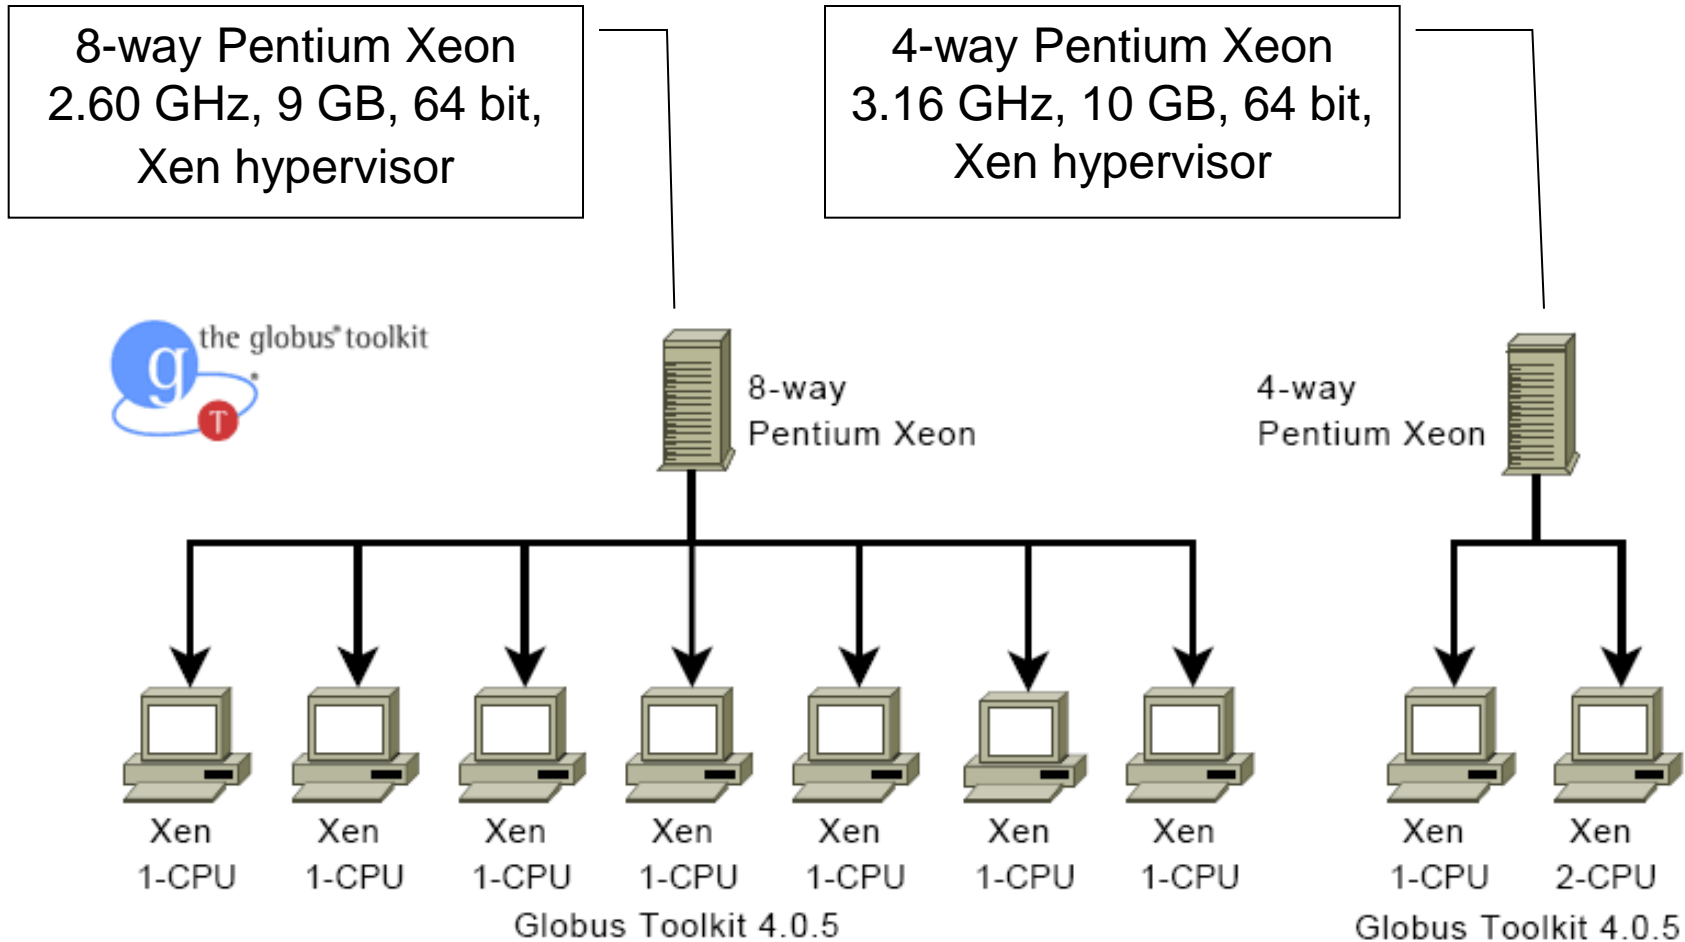 8-way Pentium Xeon
2.60 GHz, 9 GB, 64 bit,
Xen hypervisor
4-way Pentium Xeon
3.16 GHz, 10 GB, 64 bit,
Xen hypervisor
g
T
the globus® toolkit
8-way
Pentium Xeon
4-way
Pentium Xeon
Xen
1-CPU
Xen
1-CPU
Xen
1-CPU
Xen
1-CPU
Xen
1-CPU
Xen
1-CPU
Xen
1-CPU
Globus Toolkit 4.0.5
Xen
1-CPU
Xen
2-CPU
Globus Toolkit 4.0.5